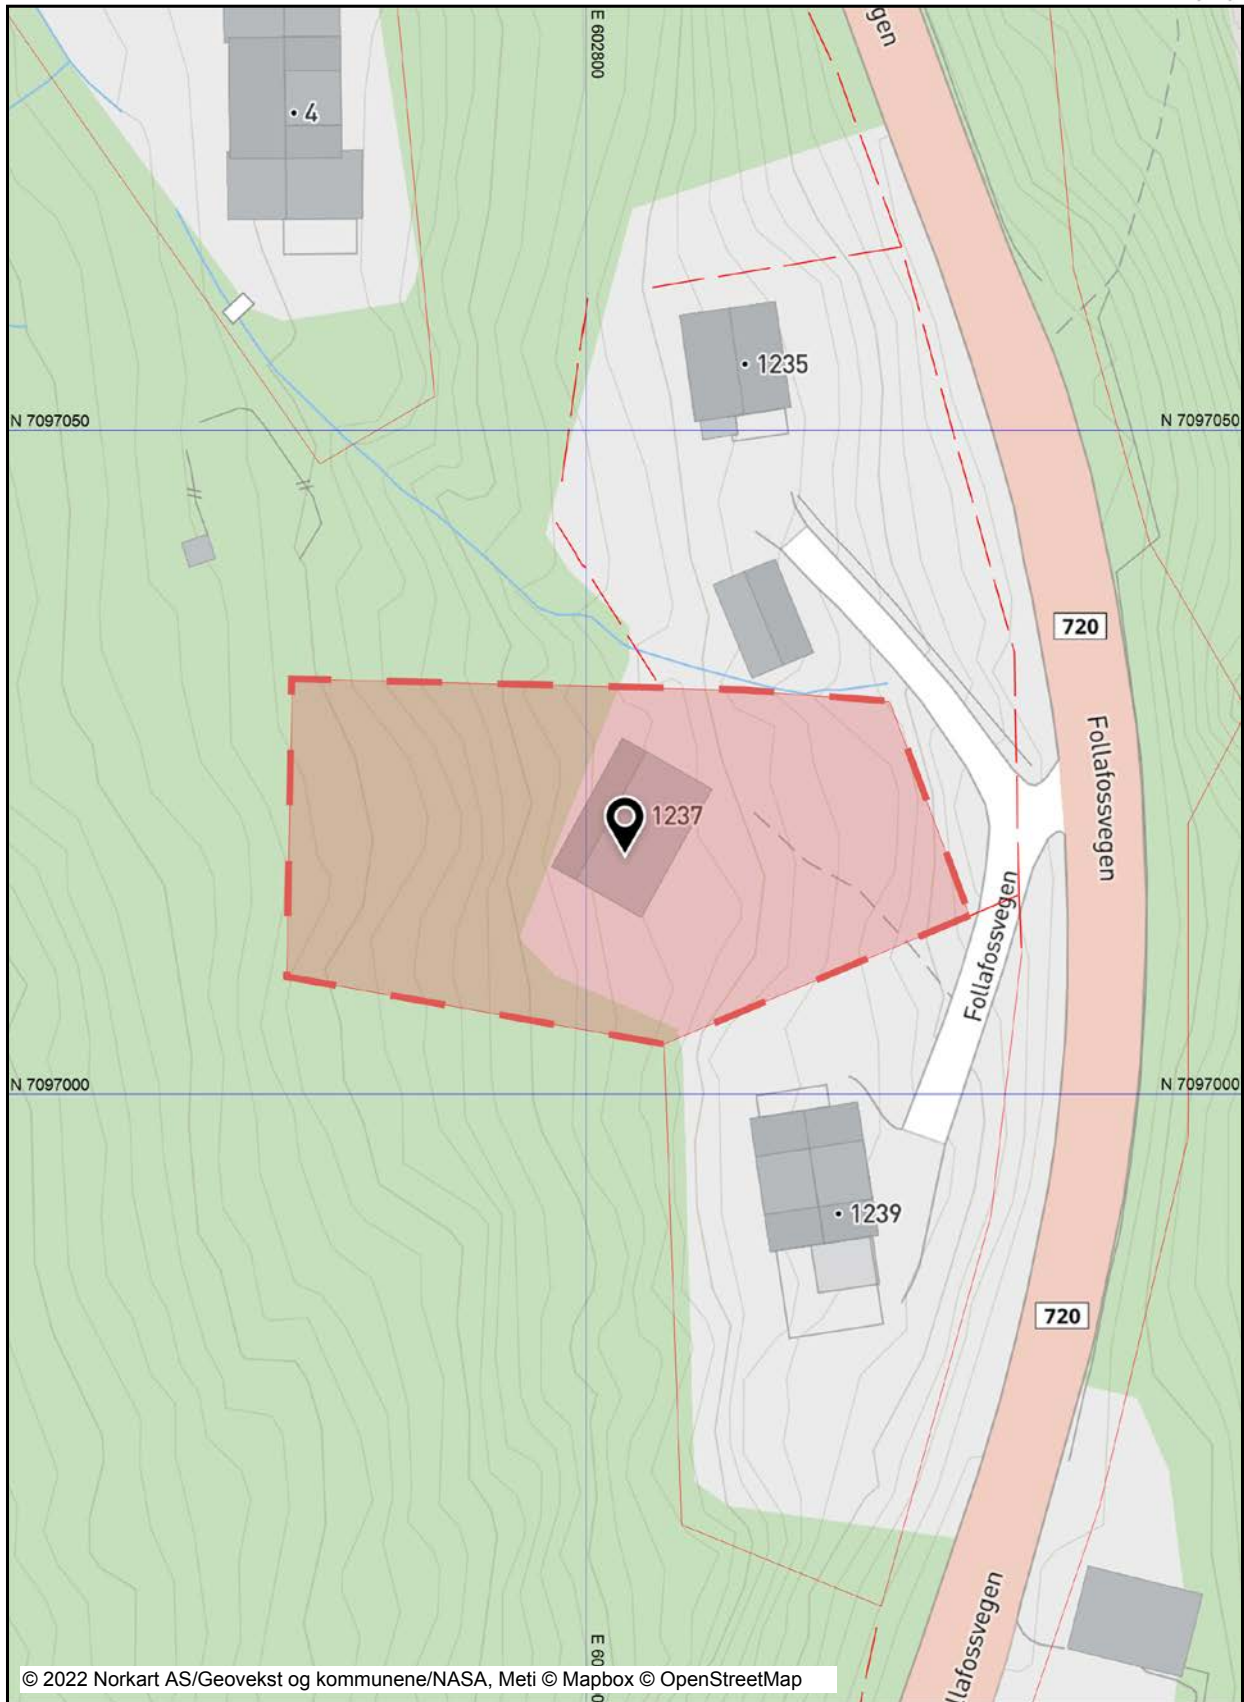 gen
E 602800
4
1235
N 7097050
N 7097050
720
Follafossvegen
1237
Follafossvegen
N 7097000
N 7097000
1239
720
llafossvegen
E 60
0
© 2022 Norkart AS/Geovekst og kommunene/NASA, Meti © Mapbox © OpenStreetMap